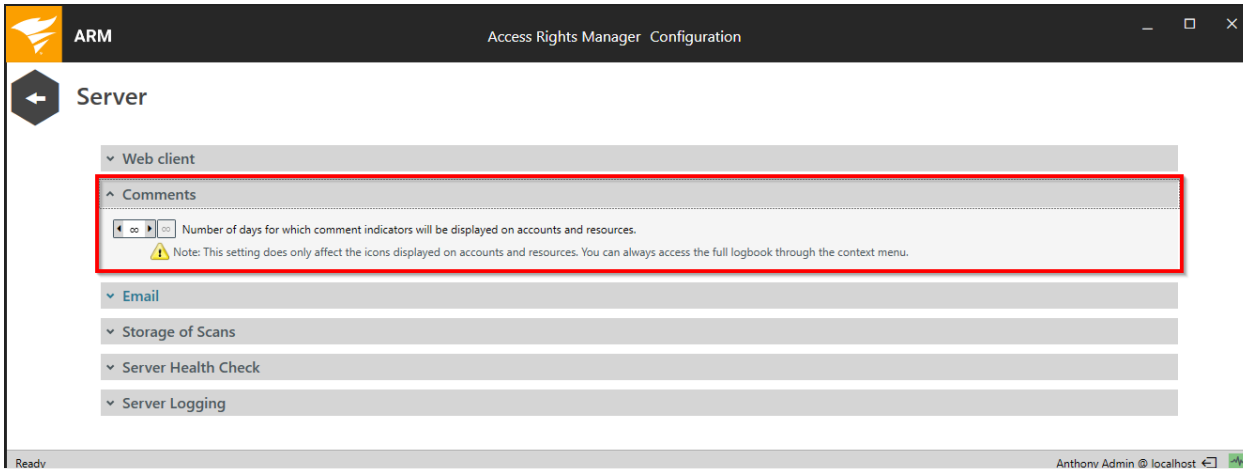 ARM
Access Rights Manager Configuration
Server
Web client
Comments
∞ ∞ Number of days for which comment indicators will be displayed on accounts and resources.
Note: This setting does only affect the icons displayed on accounts and resources. You can always access the full logbook through the context menu.
Email
Storage of Scans
Server Health Check
Server Logging
Ready Anthony Admin @ localhost